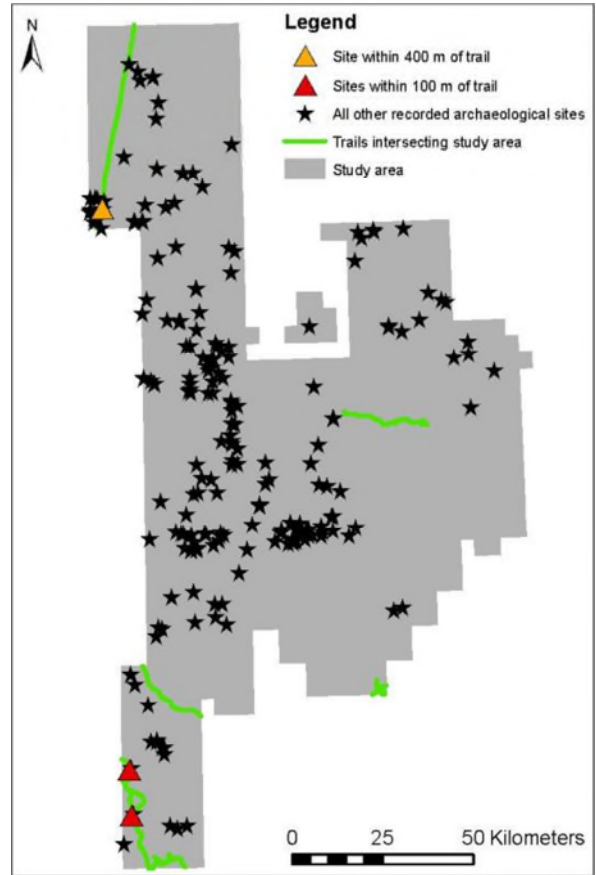 N
Legend
Site within 400 m of trail
Sites within 100 m of trail
All other recorded archaeological sites
Trails intersecting study area
Study area
0 25 50 Kilometers